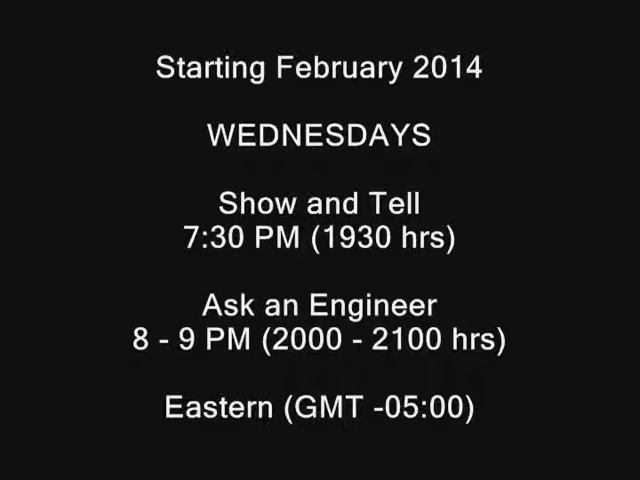 Starting February 2014
WEDNESDAYS
Show and Tell
7:30 PM (1930 hrs)
Ask an Engineer
8 - 9 PM (2000 - 2100 hrs)
Eastern (GMT -05:00)